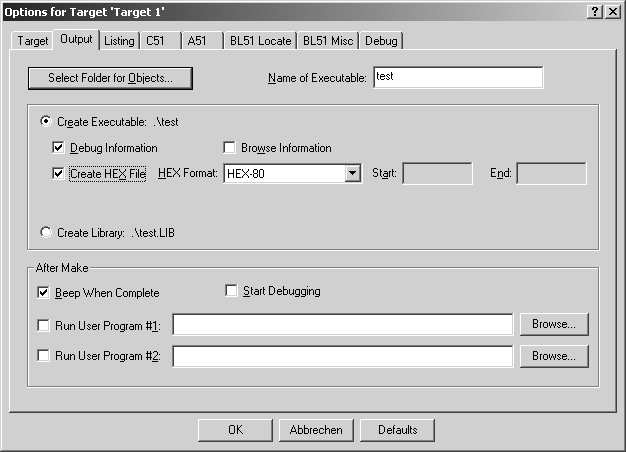 Options for Target 'Target 1'
Target Output Listing C51 A51 BL51 Locate BL51 Misc Debug
Select Folder for Objects... Name of Executable: test
Create Executable: .\test
Debug Information Browse Information
Create HEX File HEX Format: HEX-80 Start: End:
Create Library: .\test.LIB
After Make
Beep When Complete Start Debugging
Run User Program #1: Browse...
Run User Program #2: Browse...
OK Abbrechen Defaults